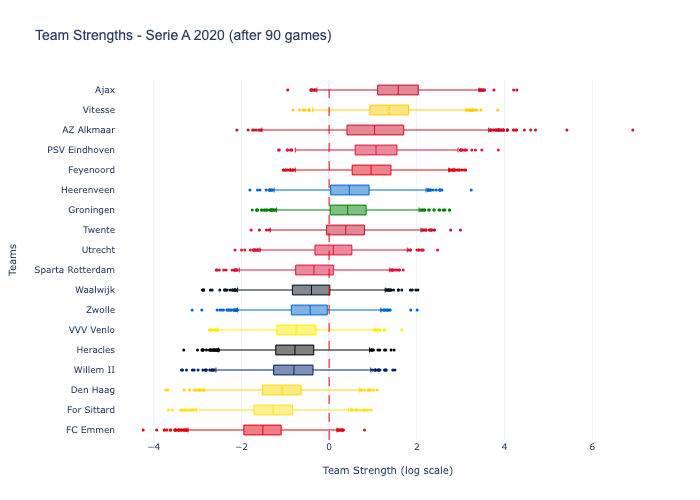 Team Strengths - Serie A 2020 (after 90 games)
Ajax
Vitesse
AZ Alkmaar
PSV Eindhoven
Feyenoord
Heerenveen
Groningen
Twente
Utrecht
Sparta Rotterdam
Waalwijk
Zwolle
VVV Venlo
Heracles
Willem II
Den Haag
For Sittard
FC Emmen
Teams
−4 −2 0 2 4 6
Team Strength (log scale)